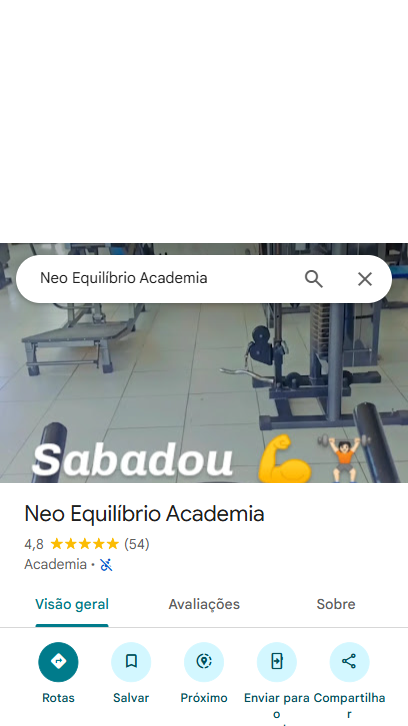 Neo Equilíbrio Academia
Sabadou
Neo Equilíbrio Academia
4,8 (54)
Academia ·
Visão geral
Avaliações
Sobre
Rotas
Salvar
Próximo
Enviar para o
Compartilhar